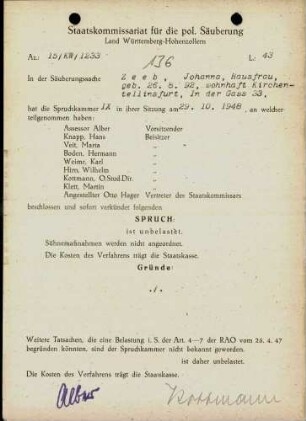 Staatskommissariat für die pol. Säuberung
Land Württemberg-Hohenzollern
Az.: 15/KW/1233
136
L: 43
In der Säuberungssache Zeeb, Johanna, Hausfrau,
geb. 26.5. 92, wohnhaft Kirchen-
tellinsfurt, In der Gass 33,
hat die Spruchkammer IX in ihrer Sitzung am 29. 10. 1948, an welcher
teilgenommen haben:
Assessor Alber Vorsitzender
Knapp, Hans Beisitzer
Veit, Maria "
Boden, Hermann "
Weimr, Karl "
Hirn, Wilhelm "
Kottmann, O.Stud.Dir. "
Klett, Martin "
Angestellter Otto Hager Vertreter des Staatskommissars
beschlossen und sofort verkündet folgenden
SPRUCH:
ist unbelastet.
Sühnemaßnahmen werden nicht angeordnet.
Die Kosten des Verfahrens trägt die Staatskasse.
Gründe:
./.
Weitere Tatsachen, die eine Belastung i. S. der Art. 4—7 der RAO vom 28. 4. 47
begründen könnten, sind der Spruchkammer nicht bekannt geworden.
ist daher unbelastet.
Die Kosten des Verfahrens trägt die Staatskasse.
Alber Kottmann